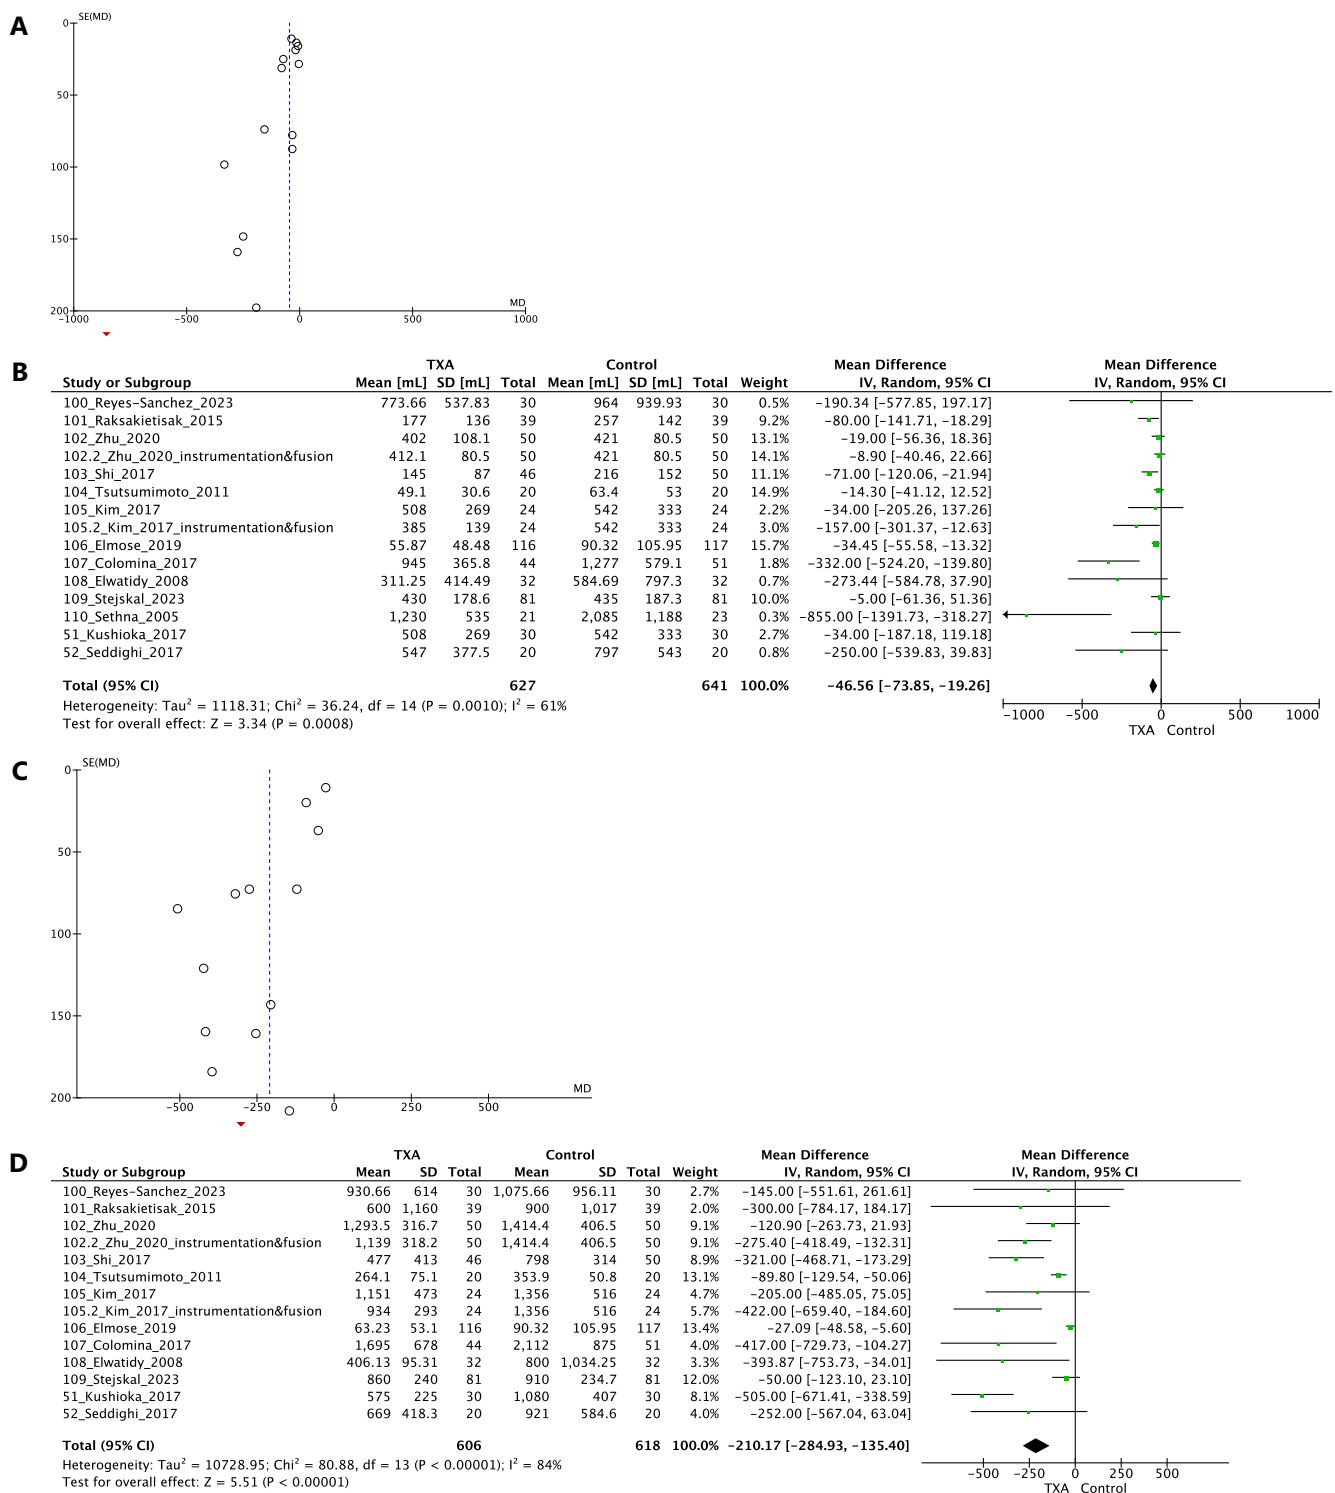 A
SE(MD)
0
50
100
150
200
MD
-1000 -500 0 500 1000
B
TXA Control Mean Difference Mean Difference
Study or Subgroup Mean [mL] SD [mL] Total Mean [mL] SD [mL] Total Weight IV, Random, 95% CI IV, Random, 95% CI
100_Reyes-Sanchez_2023 773.66 537.83 30 964 939.93 30 0.5% -190.34 [-577.85, 197.17]
101_Raksakietisak_2015 177 136 39 257 142 39 9.2% -80.00 [-141.71, -18.29]
102_Zhu_2020 402 108.1 50 421 80.5 50 13.1% -19.00 [-56.36, 18.36]
102.2_Zhu_2020_instrumentation&fusion 412.1 80.5 50 421 80.5 50 14.1% -8.90 [-40.46, 22.66]
103_Shi_2017 145 87 46 216 152 50 11.1% -71.00 [-120.06, -21.94]
104_Tsutsumimoto_2011 49.1 30.6 20 63.4 53 20 14.9% -14.30 [-41.12, 12.52]
105_Kim_2017 508 269 24 542 333 24 2.2% -34.00 [-205.26, 137.26]
105.2_Kim_2017_instrumentation&fusion 385 139 24 542 333 24 3.0% -157.00 [-301.37, -12.63]
106_Elmose_2019 55.87 48.48 116 90.32 105.95 117 15.7% -34.45 [-55.58, -13.32]
107_Colomina_2017 945 365.8 44 1,277 579.1 51 1.8% -332.00 [-524.20, -139.80]
108_Elwatidy_2008 311.25 414.49 32 584.69 797.3 32 0.7% -273.44 [-584.78, 37.90]
109_Stejskal_2023 430 178.6 81 435 187.3 81 10.0% -5.00 [-61.36, 51.36]
110_Sethna_2005 1,230 535 21 2,085 1,188 23 0.3% -855.00 [-1391.73, -318.27]
51_Kushioka_2017 508 269 30 542 333 30 2.7% -34.00 [-187.18, 119.18]
52_Seddighi_2017 547 377.5 20 797 543 20 0.8% -250.00 [-539.83, 39.83]
Total (95% CI) 627 641 100.0% -46.56 [-73.85, -19.26]
Heterogeneity: Tau² = 1118.31; Chi² = 36.24, df = 14 (P = 0.0010); I² = 61%
Test for overall effect: Z = 3.34 (P = 0.0008)
-1000 -500 0 500 1000
TXA Control
C
SE(MD)
0
50
100
150
200
MD
-500 -250 0 250 500
D
TXA Control Mean Difference Mean Difference
Study or Subgroup Mean SD Total Mean SD Total Weight IV, Random, 95% CI IV, Random, 95% CI
100_Reyes-Sanchez_2023 930.66 614 30 1,075.66 956.11 30 2.7% -145.00 [-551.61, 261.61]
101_Raksakietisak_2015 600 1,160 39 900 1,017 39 2.0% -300.00 [-784.17, 184.17]
102_Zhu_2020 1,293.5 316.7 50 1,414.4 406.5 50 9.1% -120.90 [-263.73, 21.93]
102.2_Zhu_2020_instrumentation&fusion 1,139 318.2 50 1,414.4 406.5 50 9.1% -275.40 [-418.49, -132.31]
103_Shi_2017 477 413 46 798 314 50 8.9% -321.00 [-468.71, -173.29]
104_Tsutsumimoto_2011 264.1 75.1 20 353.9 50.8 20 13.1% -89.80 [-129.54, -50.06]
105_Kim_2017 1,151 473 24 1,356 516 24 4.7% -205.00 [-485.05, 75.05]
105.2_Kim_2017_instrumentation&fusion 934 293 24 1,356 516 24 5.7% -422.00 [-659.40, -184.60]
106_Elmose_2019 63.23 53.1 116 90.32 105.95 117 13.4% -27.09 [-48.58, -5.60]
107_Colomina_2017 1,695 678 44 2,112 875 51 4.0% -417.00 [-729.73, -104.27]
108_Elwatidy_2008 406.13 95.31 32 800 1,034.25 32 3.3% -393.87 [-753.73, -34.01]
109_Stejskal_2023 860 240 81 910 234.7 81 12.0% -50.00 [-123.10, 23.10]
51_Kushioka_2017 575 225 30 1,080 407 30 8.1% -505.00 [-671.41, -338.59]
52_Seddighi_2017 669 418.3 20 921 584.6 20 4.0% -252.00 [-567.04, 63.04]
Total (95% CI) 606 618 100.0% -210.17 [-284.93, -135.40]
Heterogeneity: Tau² = 10728.95; Chi² = 80.88, df = 13 (P < 0.00001); I² = 84%
Test for overall effect: Z = 5.51 (P < 0.00001)
-500 -250 0 250 500
TXA Control